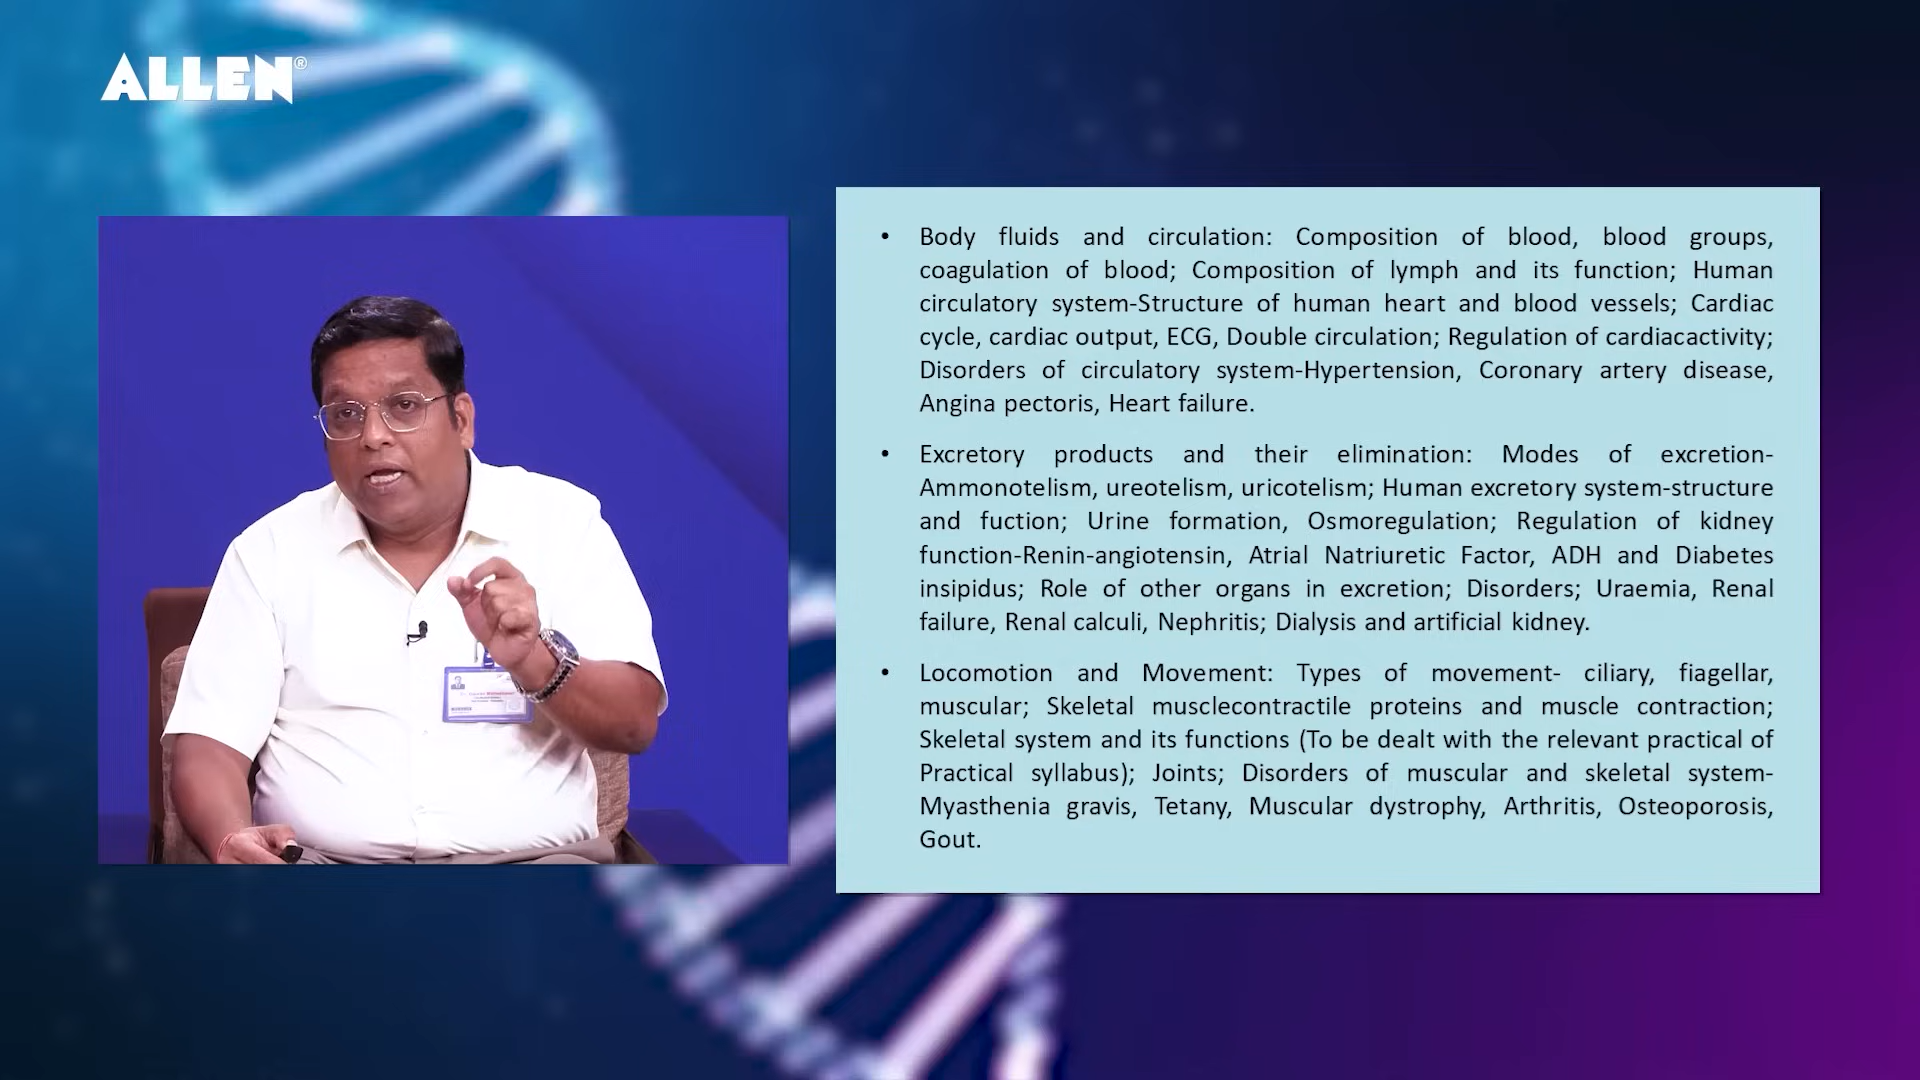 ALLEN®
• Body fluids and circulation: Composition of blood, blood groups,
coagulation of blood; Composition of lymph and its function; Human
circulatory system-Structure of human heart and blood vessels; Cardiac
cycle, cardiac output, ECG, Double circulation; Regulation of cardiacactivity;
Disorders of circulatory system-Hypertension, Coronary artery disease,
Angina pectoris, Heart failure.
• Excretory products and their elimination: Modes of excretion-
Ammonotelism, ureotelism, uricotelism; Human excretory system-structure
and fuction; Urine formation, Osmoregulation; Regulation of kidney
function-Renin-angiotensin, Atrial Natriuretic Factor, ADH and Diabetes
insipidus; Role of other organs in excretion; Disorders; Uraemia, Renal
failure, Renal calculi, Nephritis; Dialysis and artificial kidney.
• Locomotion and Movement: Types of movement- ciliary, fiagellar,
muscular; Skeletal musclecontractile proteins and muscle contraction;
Skeletal system and its functions (To be dealt with the relevant practical of
Practical syllabus); Joints; Disorders of muscular and skeletal system-
Myasthenia gravis, Tetany, Muscular dystrophy, Arthritis, Osteoporosis,
Gout.